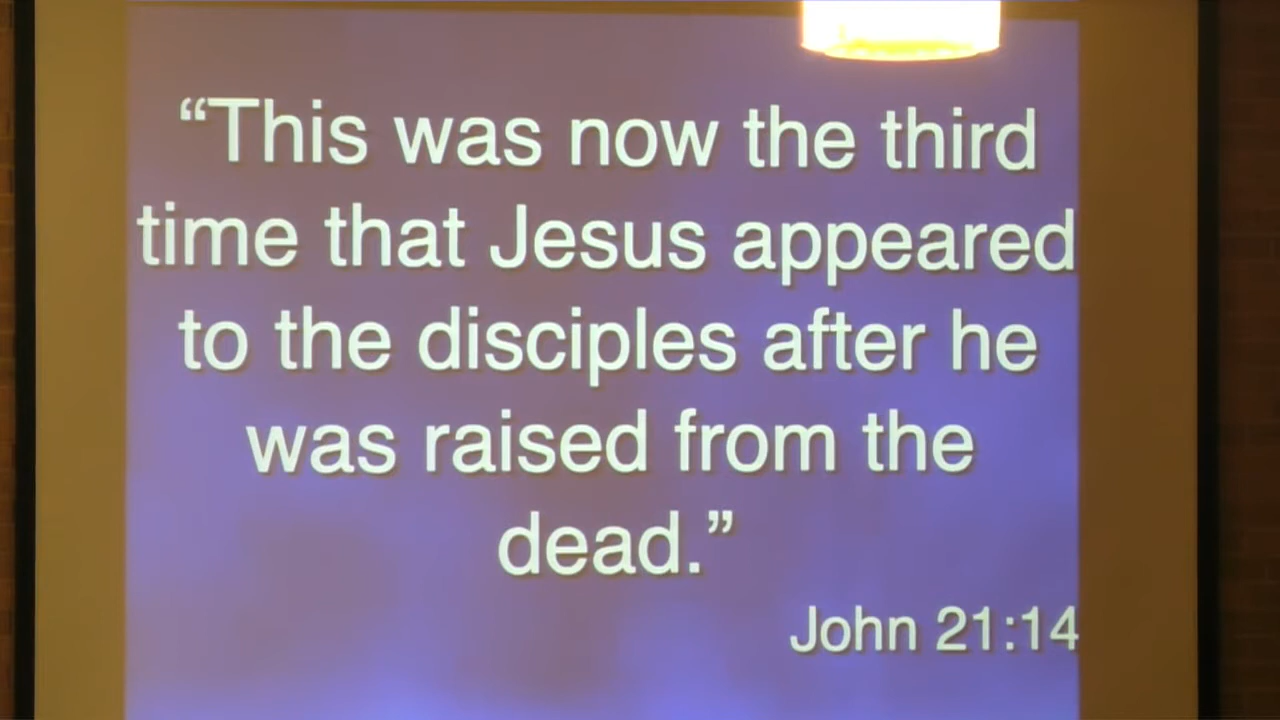 “This was now the third
time that Jesus appeared
to the disciples after he
was raised from the
dead.”
John 21:14